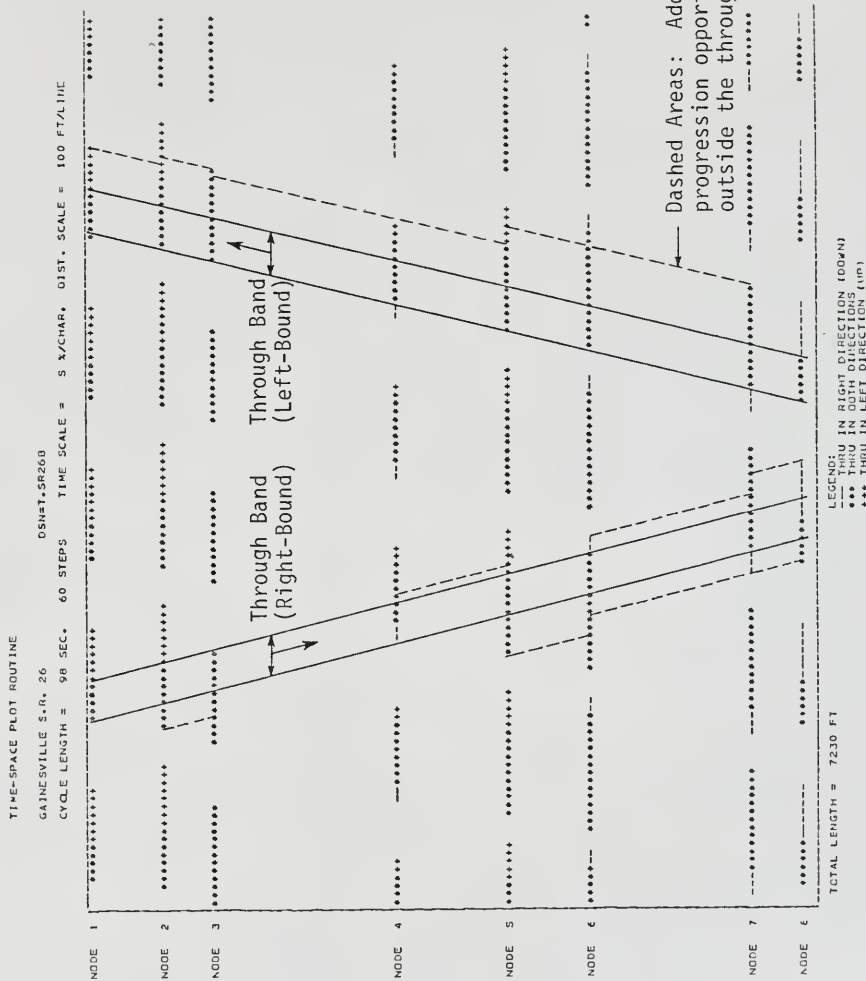 TIME-SPACE PLOT ROUTINE
GAINESVILLE S.R. 26 DSN=T.SR26B
CYCLE LENGTH = 98 SEC. 60 STEPS TIME SCALE = 5 %/CHAR. DIST. SCALE = 100 FT/LINE
NODE 1
NODE 2
NODE 3
Through Band
(Right-Bound)
Through Band
(Left-Bound)
NODE 4
NODE 5
NODE 6
Dashed Areas:
progression
outside the
NODE 7
NODE 8
TOTAL LENGTH = 7230 FT
LEGEND:
--- THRU IN RIGHT DIRECTION (DOWN)
*** THRU IN BOTH DIRECTIONS
+++ THRU IN LEFT DIRECTION (UP)